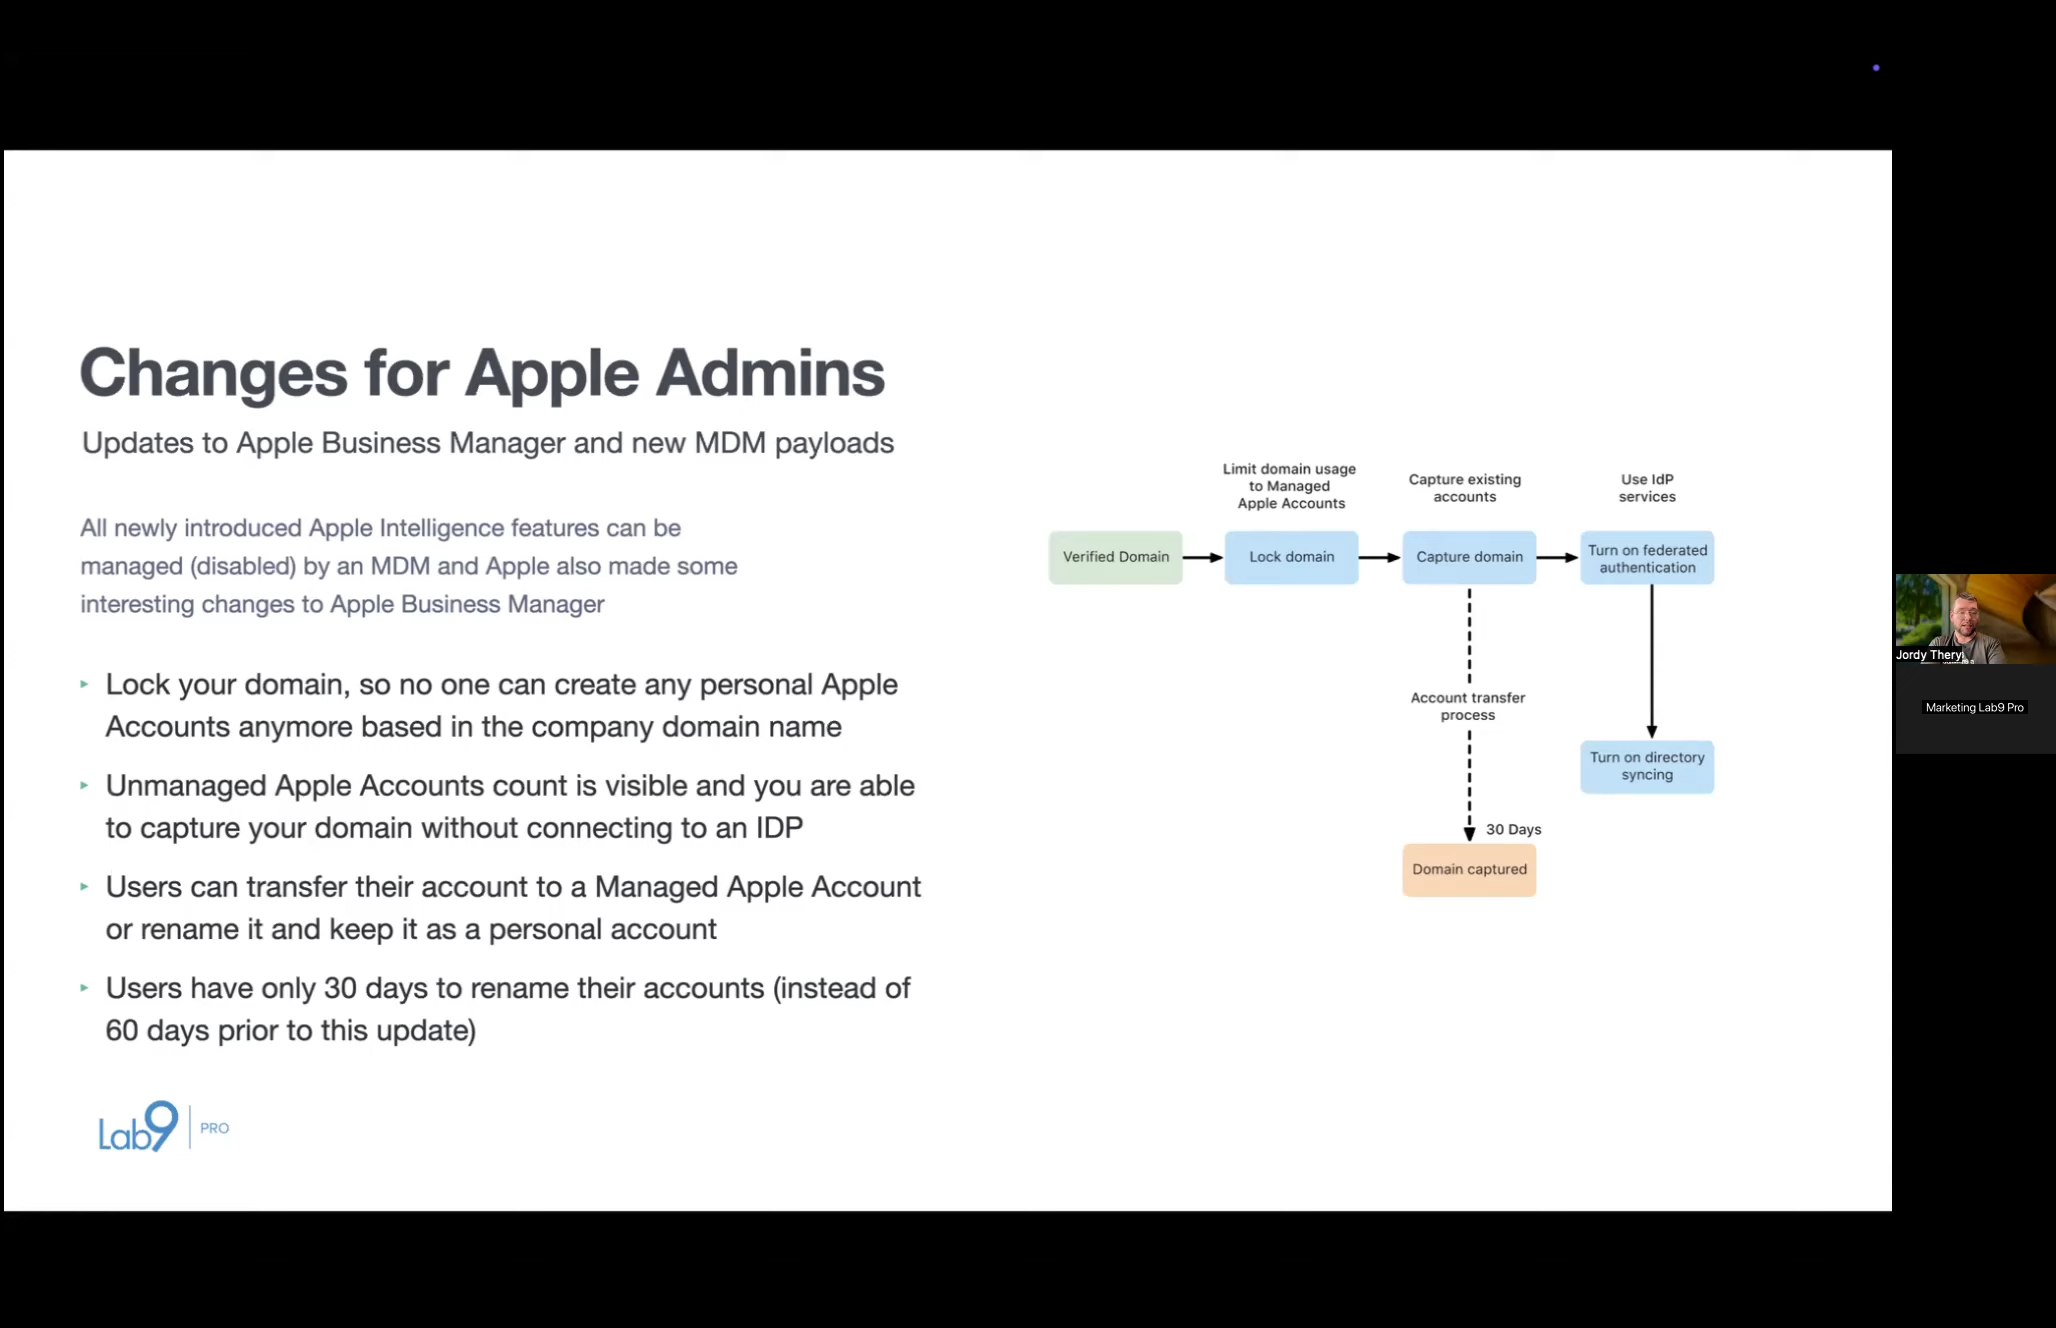 Changes for Apple Admins
Updates to Apple Business Manager and new MDM payloads
All newly introduced Apple Intelligence features can be
managed (disabled) by an MDM and Apple also made some
interesting changes to Apple Business Manager
‣ Lock your domain, so no one can create any personal Apple
Accounts anymore based in the company domain name
‣ Unmanaged Apple Accounts count is visible and you are able
to capture your domain without connecting to an IDP
‣ Users can transfer their account to a Managed Apple Account
or rename it and keep it as a personal account
‣ Users have only 30 days to rename their accounts (instead of
60 days prior to this update)
Lab9 PRO
Limit domain usage
to Managed
Apple Accounts
Capture existing
accounts
Use IdP
services
Verified Domain
Lock domain
Capture domain
Turn on federated
authentication
Account transfer
process
Turn on directory
syncing
30 Days
Domain captured
Jordy Theryn
Marketing Lab9 Pro